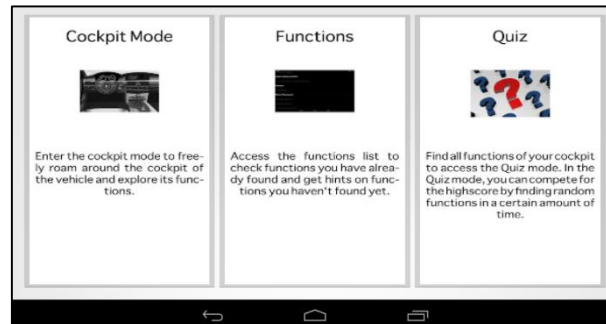 Cockpit Mode
Enter the cockpit mode to free-
ly roam around the cockpit of
the vehicle and explore its func-
tions.
Functions
Access the functions list to
check functions you have alrea-
dy found and get hints on func-
tions you haven't found yet.
Quiz
Find all functions of your cockpit
to access the Quiz mode. In the
Quiz mode, you can compete for
the highscore by finding random
functions in a certain amount of
time.